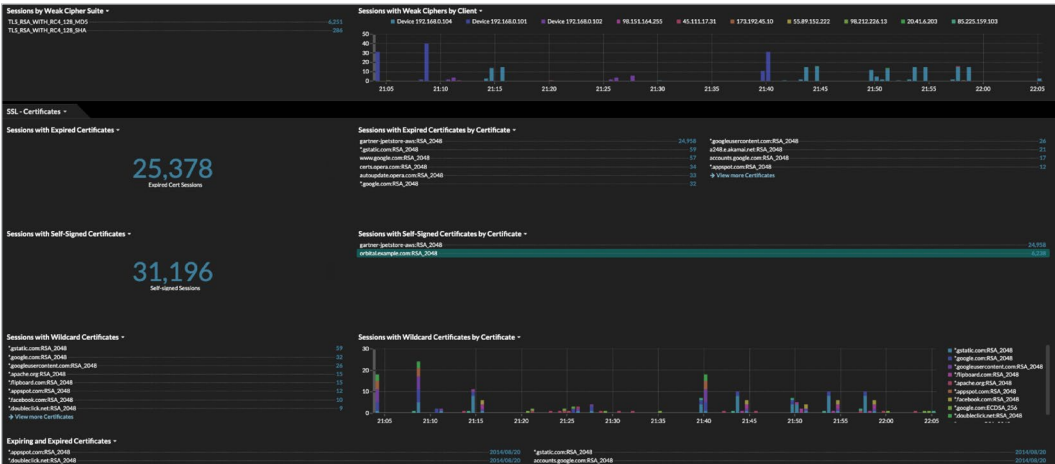 Sessions by Weak Cipher Suite
TLS_RSA_WITH_RC4_128_MD5 6,251
TLS_RSA_WITH_RC4_128_SHA 286
Sessions with Weak Ciphers by Client
Device 192.168.0.104 Device 192.168.0.101 Device 192.168.0.102 98.151.164.255 45.111.17.31 173.192.45.10 55.89.152.222 98.212.226.13 20.41.6.203 85.225.159.103
50
40
30
20
10
0
21:05 21:10 21:15 21:20 21:25 21:30 21:35 21:40 21:45 21:50 21:55 22:00 22:05
SSL - Certificates
Sessions with Expired Certificates
25,378
Expired Cert Sessions
Sessions with Expired Certificates by Certificate
gartner-jpetstore-aws:RSA_2048 24,958
*.gstatic.com:RSA_2048 59
www.google.com:RSA_2048 57
certs.opera.com:RSA_2048 34
autoupdate.opera.com:RSA_2048 33
*.google.com:RSA_2048 32
*.googleusercontent.com:RSA_2048 26
a248.e.akamai.net:RSA_2048 21
accounts.google.com:RSA_2048 17
*.appspot.com:RSA_2048 12
View more Certificates
Sessions with Self-Signed Certificates
31,196
Self-signed Sessions
Sessions with Self-Signed Certificates by Certificate
gartner-jpetstore-aws:RSA_2048 24,958
orbital.example.com:RSA_2048 6,238
Sessions with Wildcard Certificates
*.gstatic.com:RSA_2048 59
*.google.com:RSA_2048 32
*.googleusercontent.com:RSA_2048 26
*.apache.org:RSA_2048 15
*.flipboard.com:RSA_2048 15
*.appspot.com:RSA_2048 12
*.facebook.com:RSA_2048 10
*.doubleclick.net:RSA_2048 9
View more Certificates
Sessions with Wildcard Certificates by Certificate
30
20
10
0
21:05 21:10 21:15 21:20 21:25 21:30 21:35 21:40 21:45 21:50 21:55 22:00 22:05
*.gstatic.com:RSA_2048
*.google.com:RSA_2048
*.googleusercontent.com:RSA_2048
*.flipboard.com:RSA_2048
*.apache.org:RSA_2048
*.appspot.com:RSA_2048
*.facebook.com:RSA_2048
*.google.com:ECDSA_256
*.doubleclick.net:RSA_2048
Expiring and Expired Certificates
*.appspot.com:RSA_2048 2014/08/20
*.doubleclick.net:RSA_2048 2014/08/20
*.gstatic.com:RSA_2048 2014/08/20
accounts.google.com:RSA_2048 2014/08/20